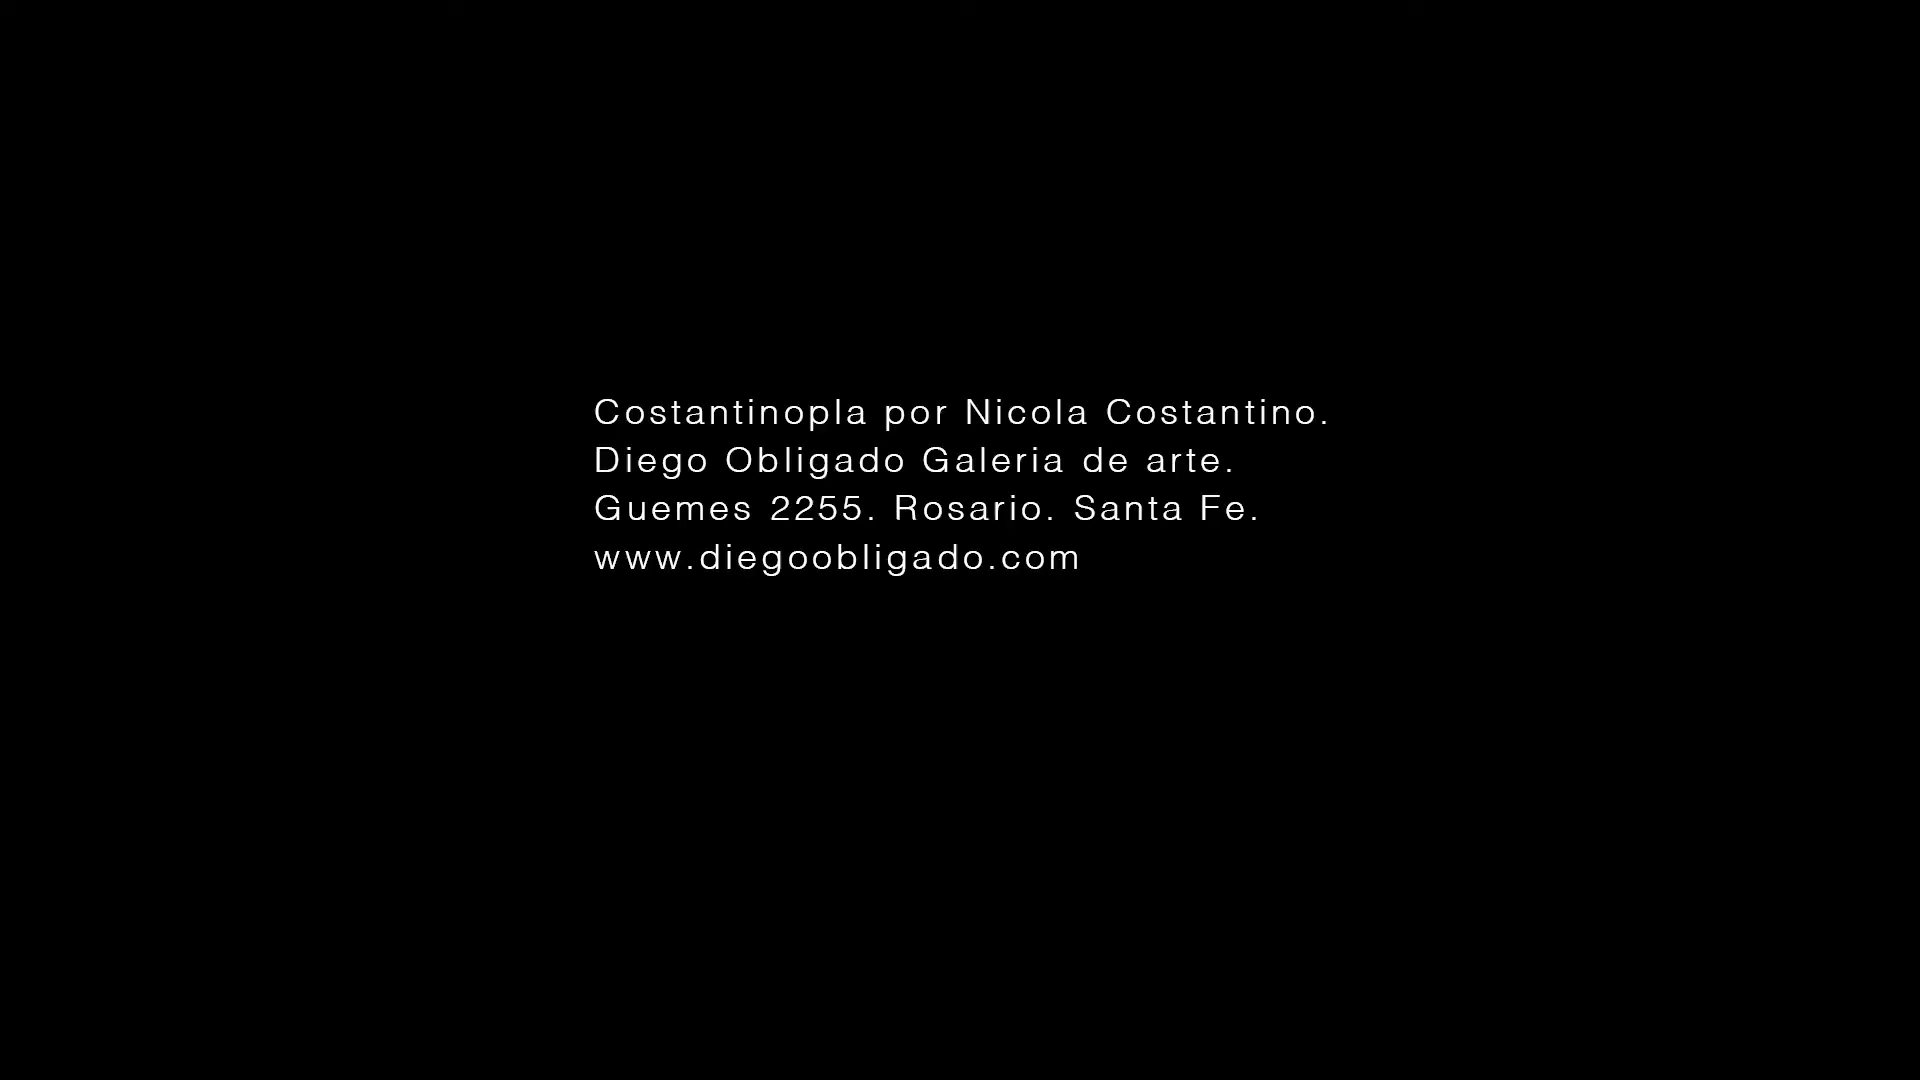 Costantinopla por Nicola Costantino.
Diego Obligado Galeria de arte.
Guemes 2255. Rosario. Santa Fe.
www.diegoobligado.com